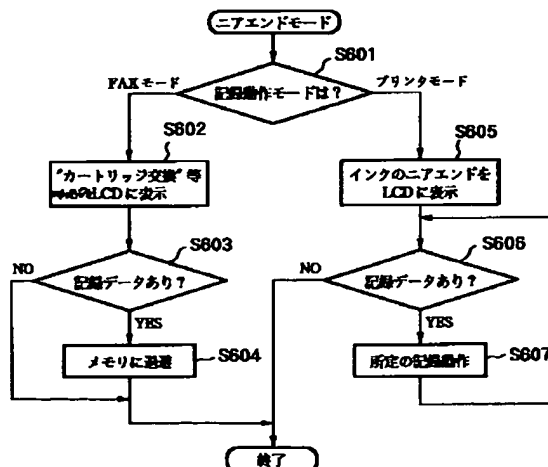 ニアエンドモード
S601
FAXモード
記録動作モードは?
プリンタモード
S602
"カートリッジ交換"等
LCDに表示
S605
インクのニアエンドを
LCDに表示
S603
NO
記録データあり?
YES
S606
NO
記録データあり?
YES
メモリに退避
S604
所定の記録動作
S607
終了